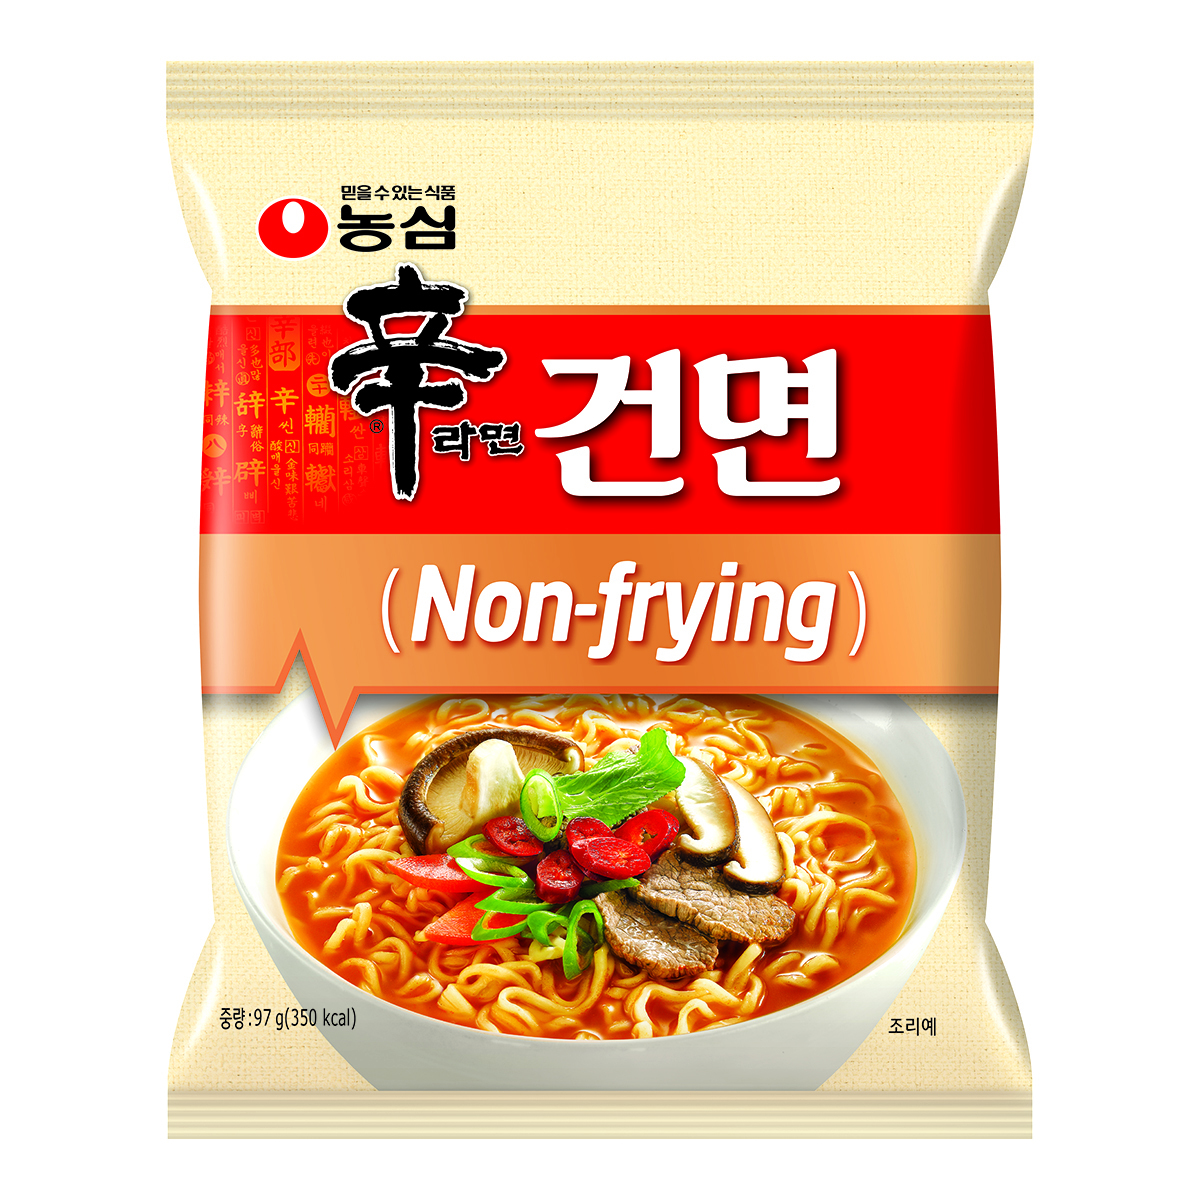 믿을 수 있는 식품
농심
辛라면 건면
®
(Non-frying)
중량:97 g(350 kcal)
조리예